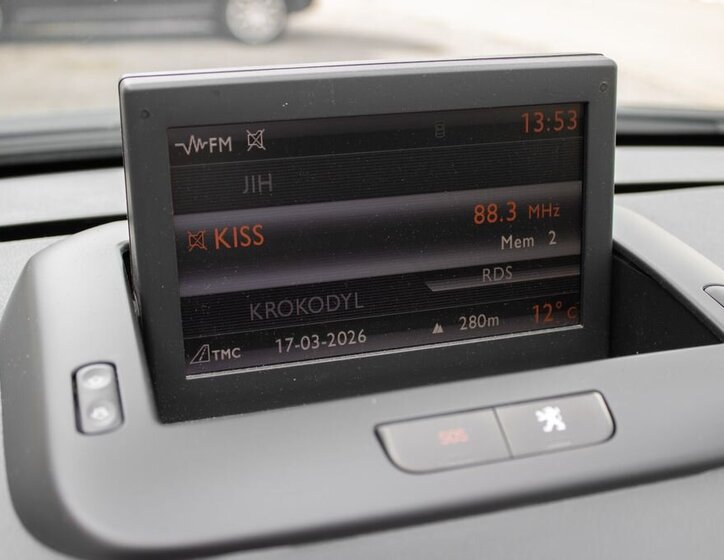 FM 13:53
JIH
KISS 88.3 MHz
Mem 2
RDS
KROKODYL
TMC 17-03-2026 280m 12°C
SOS